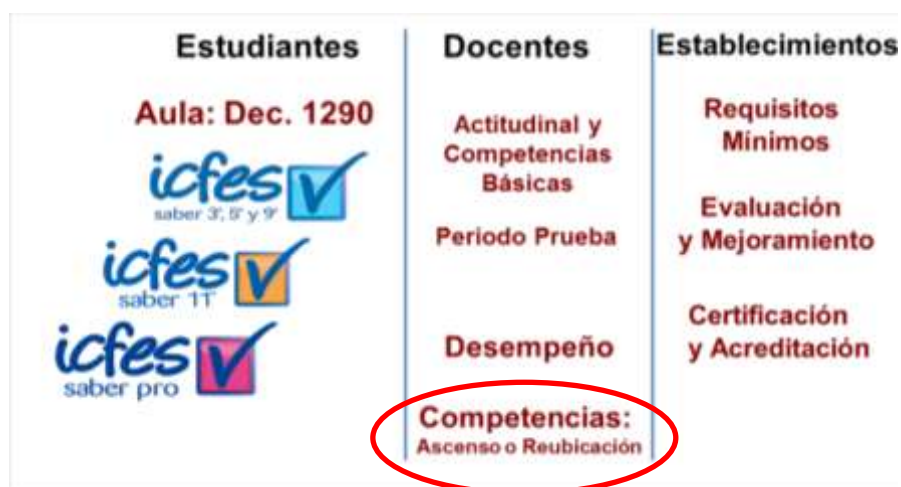 Estudiantes
Aula: Dec. 1290
icfes
saber 3°, 5° y 9°
icfes
saber 11°
icfes
saber pro
Docentes
Actitudinal y
Competencias
Básicas
Periodo Prueba
Desempeño
Competencias:
Ascenso o Reubicación
Establecimientos
Requisitos
Mínimos
Evaluación
y Mejoramiento
Certificación
y Acreditación